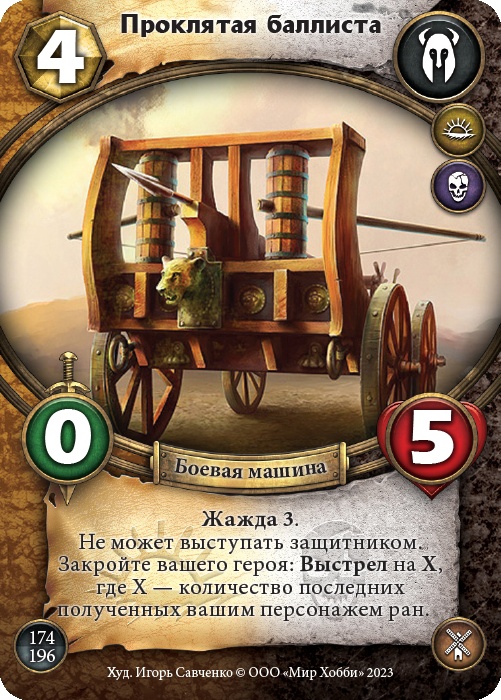 Проклятая баллиста
4
0
5
Боевая машина
Жажда 3.
Не может выступать защитником.
Закройте вашего героя: Выстрел на X,
где X — количество последних
полученных вашим персонажем ран.
174
196
Худ. Игорь Савченко © ООО «Мир Хобби» 2023